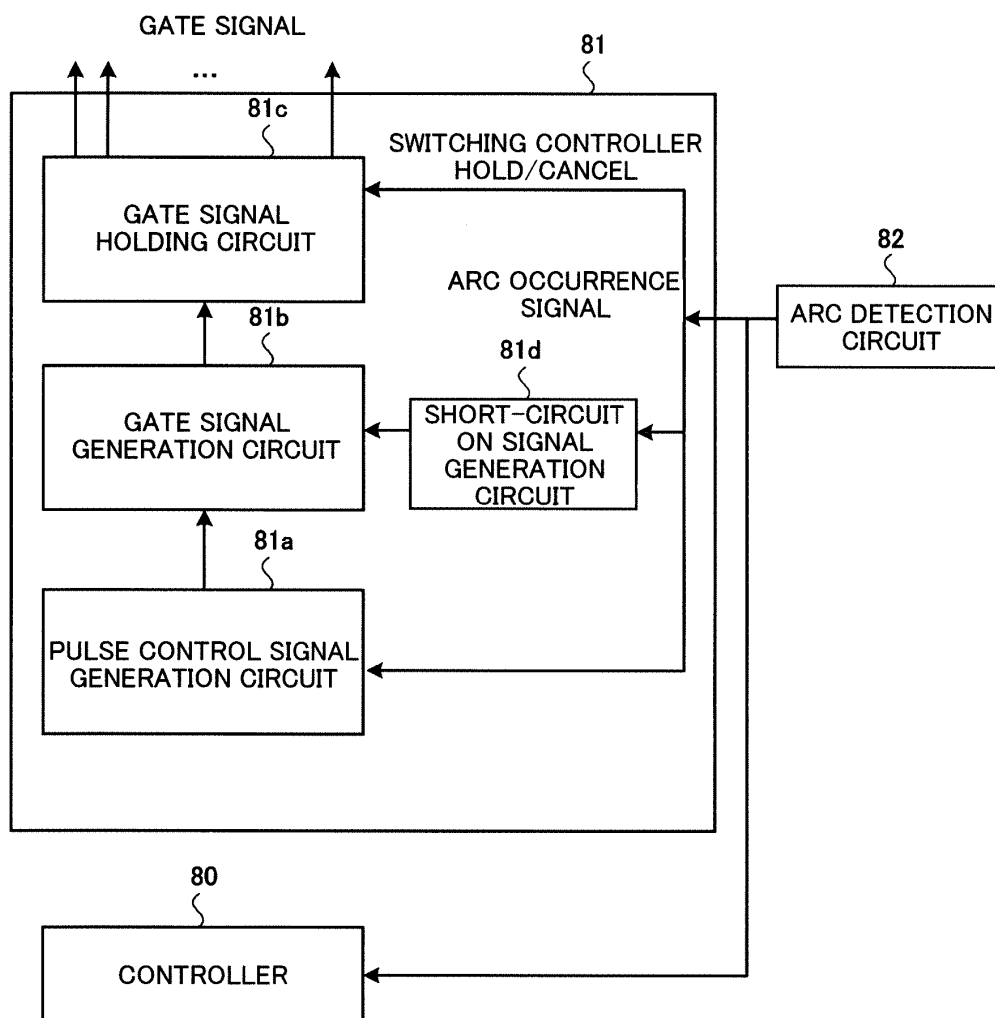 GATE SIGNAL
...
81
81c
SWITCHING CONTROLLER
HOLD/CANCEL
GATE SIGNAL
HOLDING CIRCUIT
82
ARC OCCURRENCE
SIGNAL
ARC DETECTION
CIRCUIT
81b
81d
GATE SIGNAL
GENERATION CIRCUIT
SHORT-CIRCUIT
ON SIGNAL
GENERATION
CIRCUIT
81a
PULSE CONTROL SIGNAL
GENERATION CIRCUIT
80
CONTROLLER